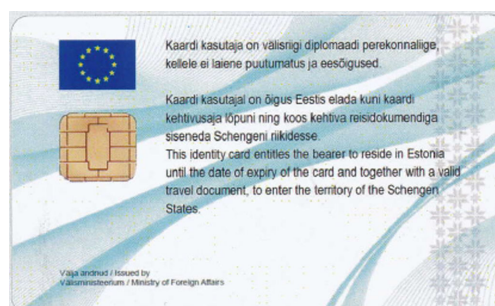 Kaardi kasutaja on välisriigi diplomaadi perekonnaliige,
kellele ei laiene puutumatus ja eesõigused.
Kaardi kasutajal on õigus Eestis elada kuni kaardi
kehtivusaja lõpuni ning koos kehtiva reisidokumendiga
siseneda Schengeni riikidesse.
This identity card entitles the bearer to reside in Estonia
until the date of expiry of the card and together with a valid
travel document, to enter the territory of the Schengen
States.
Välja andnud / Issued by
Välisministeerium / Ministry of Foreign Affairs